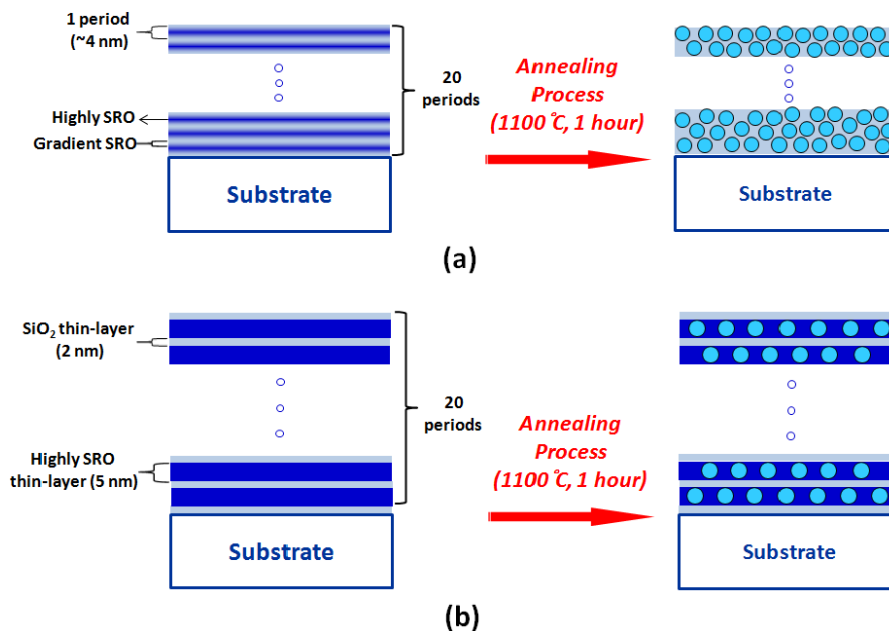 1 period
(~4 nm)
20
periods
Highly SRO
Gradient SRO
Substrate
Annealing
Process
(1100 ℃, 1 hour)
Substrate
(a)
SiO₂ thin-layer
(2 nm)
20
periods
Highly SRO
thin-layer (5 nm)
Substrate
Annealing
Process
(1100 ℃, 1 hour)
Substrate
(b)